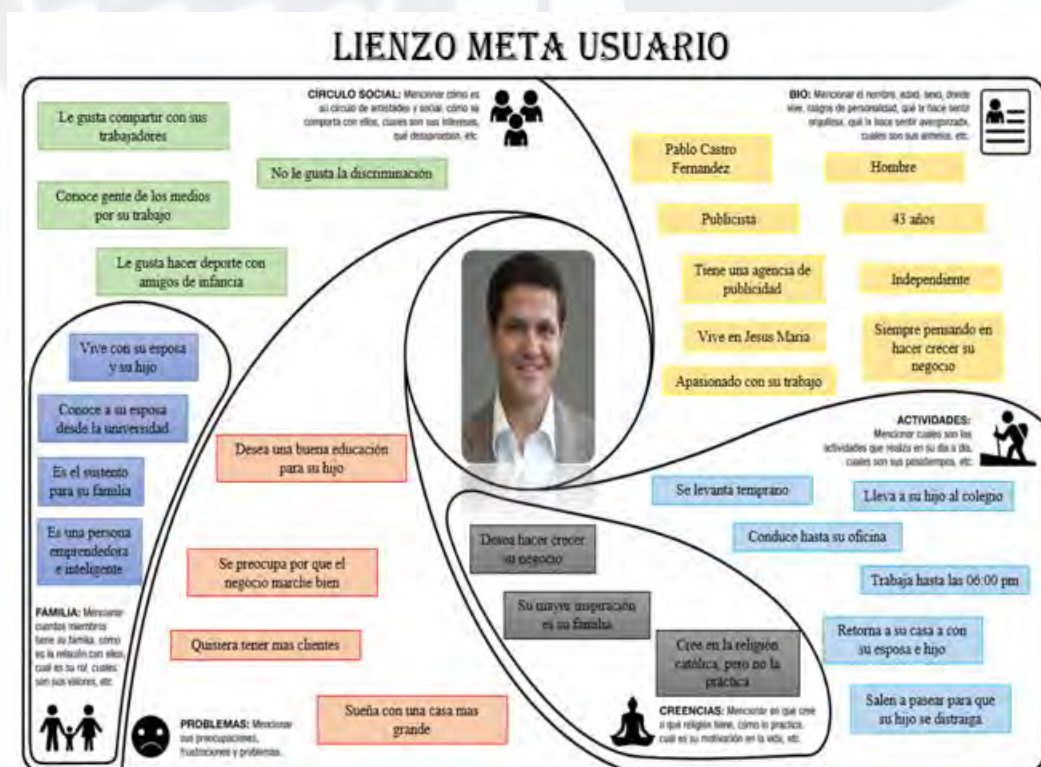 LIENZO META USUARIO
CÍRCULO SOCIAL: Mencionar cómo es
su círculo de amistades y social, cómo se
comporta con ellos, cuales son sus intereses,
qué desaprueban, etc
Le gusta compartir con sus
trabajadores
No le gusta la discriminación
Conoce gente de los medios
por su trabajo
Le gusta hacer deporte con
amigos de infancia
BIO: Mencionar el nombre, edad, sexo, donde
vive, rasgos de personalidad, qué la hace sentir
orgullosa, qué la hace sentir avergonzada,
cuales son sus anhelos, etc.
Pablo Castro
Fernandez
Hombre
Publicista
43 años
Tiene una agencia de
publicidad
Independiente
Vive en Jesus Maria
Siempre pensando en
hacer crecer su
negocio
Apasionado con su trabajo
Vive con su esposa
y su hijo
Conoce a su esposa
desde la universidad
Es el sustento
para su familia
Es una persona
emprendedora
e inteligente
FAMILIA: Mencionar
cuantos miembros
tiene su familia, cómo
es la relación con ellos,
cual es su rol, cuales
son sus valores, etc
Desea una buena educación
para su hijo
Se preocupa por que el
negocio marche bien
Quisiera tener mas clientes
Sueña con una casa mas
grande
PROBLEMAS: Mencionar
sus preocupaciones,
frustraciones y problemas.
Desea hacer crecer
su negocio
Su mayor inspiración
es su familia
Cree en la religión
católica, pero no la
práctica
CREENCIAS: Mencionar en que cree
o qué religión tiene, cómo lo practica,
cual es su motivación en la vida, etc.
ACTIVIDADES:
Mencionar cuales son las
actividades que realiza en su día a día,
cuales son sus pasatiempos, etc.
Se levanta temprano
Lleva a su hijo al colegio
Conduce hasta su oficina
Trabaja hasta las 06:00 pm
Retorna a su casa a con
su esposa e hijo
Salen a pasear para que
su hijo se distraiga